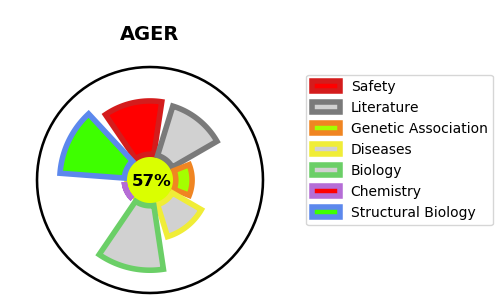 AGER
57%
Safety
Literature
Genetic Association
Diseases
Biology
Chemistry
Structural Biology